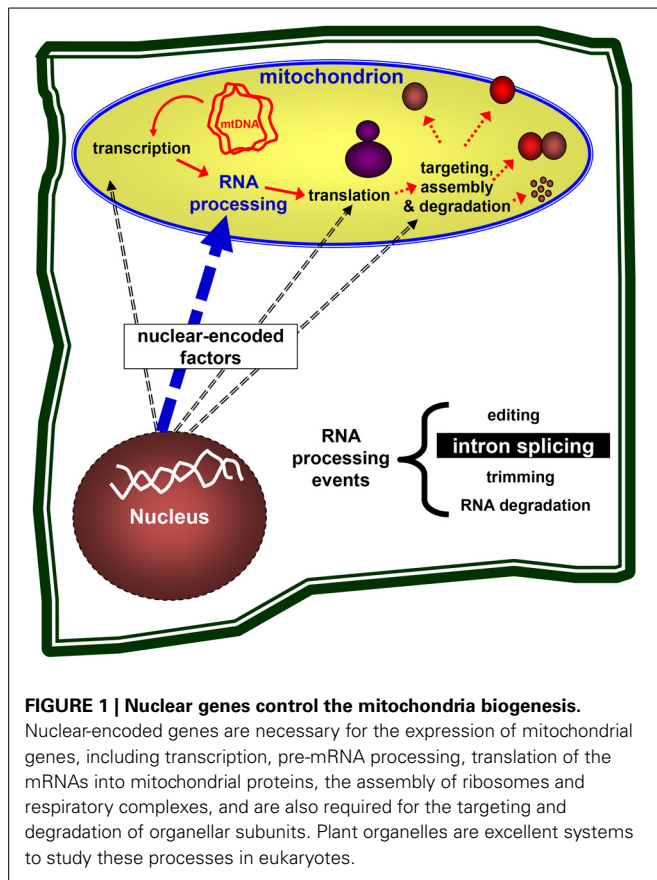 mitochondrion
mtDNA
transcription
RNA
processing
translation
targeting,
assembly
& degradation
nuclear-encoded
factors
Nucleus
RNA
processing
events
editing
intron splicing
trimming
RNA degradation
FIGURE 1 | Nuclear genes control the mitochondria biogenesis.
Nuclear-encoded genes are necessary for the expression of mitochondrial
genes, including transcription, pre-mRNA processing, translation of the
mRNAs into mitochondrial proteins, the assembly of ribosomes and
respiratory complexes, and are also required for the targeting and
degradation of organellar subunits. Plant organelles are excellent systems
to study these processes in eukaryotes.